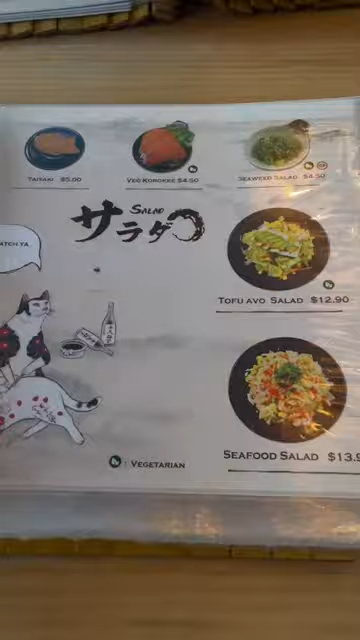 TAIYAKI $5.00
VEG KOROKKE $4.50
SEAWEED SALAD $4.50
SALAD
サラダ
ATCH YA
TOFU AVO SALAD $12.90
SEAFOOD SALAD $13.9
: VEGETARIAN